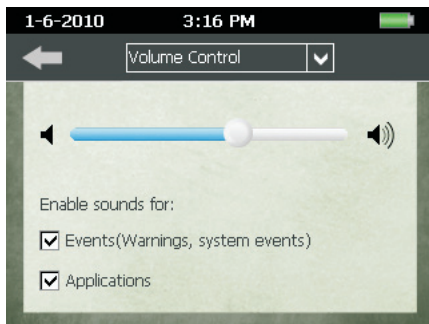 1-6-2010 3:16 PM
Volume Control
Enable sounds for:
Events(Warnings, system events)
Applications